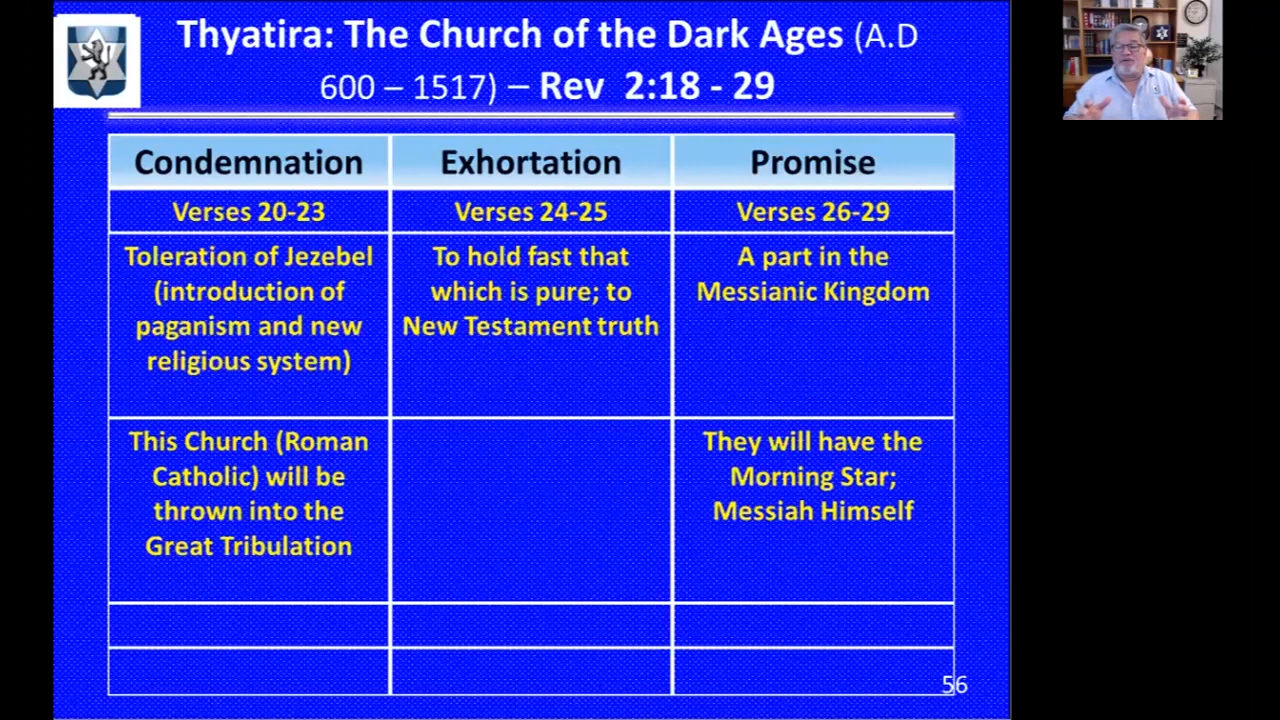 Thyatira: The Church of the Dark Ages (A.D
600 – 1517) – Rev 2:18 - 29
Condemnation
Exhortation
Promise
Verses 20-23
Verses 24-25
Verses 26-29
Toleration of Jezebel
(introduction of
paganism and new
religious system)
To hold fast that
which is pure; to
New Testament truth
A part in the
Messianic Kingdom
This Church (Roman
Catholic) will be
thrown into the
Great Tribulation
They will have the
Morning Star;
Messiah Himself
56